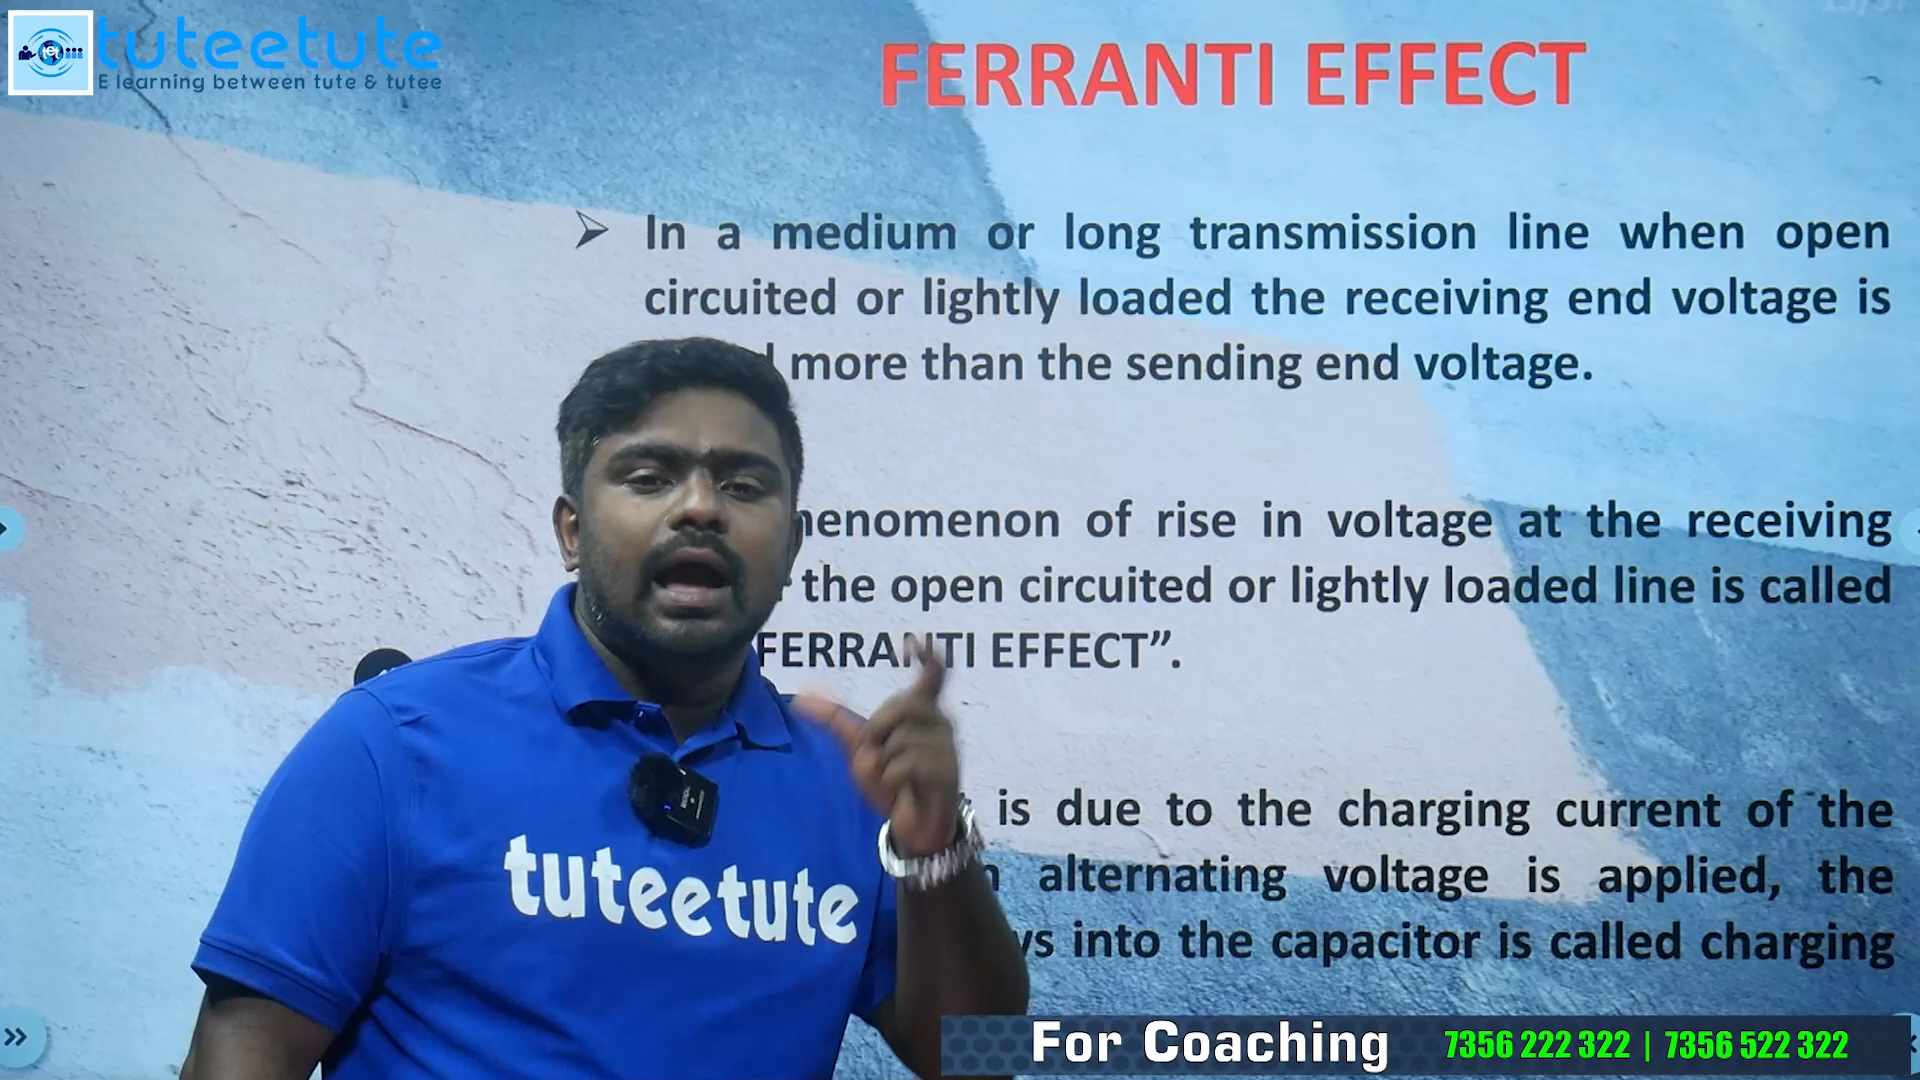 tuteetute
E learning between tute & tutee
FERRANTI EFFECT
In a medium or long transmission line when open
circuited or lightly loaded the receiving end voltage is
more than the sending end voltage.
of rise in voltage at the receiving
the open circuited or lightly loaded line is called
FERRANTI EFFECT”.
is due to the charging current of the
alternating voltage is applied, the
into the capacitor is called charging
tuteetute
For Coaching
7356 222 322 | 7356 522 322